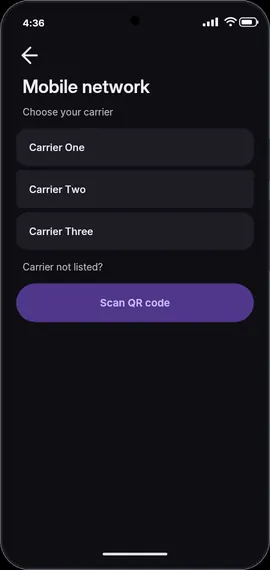 4:36
Mobile network
Choose your carrier
Carrier One
Carrier Two
Carrier Three
Carrier not listed?
Scan QR code